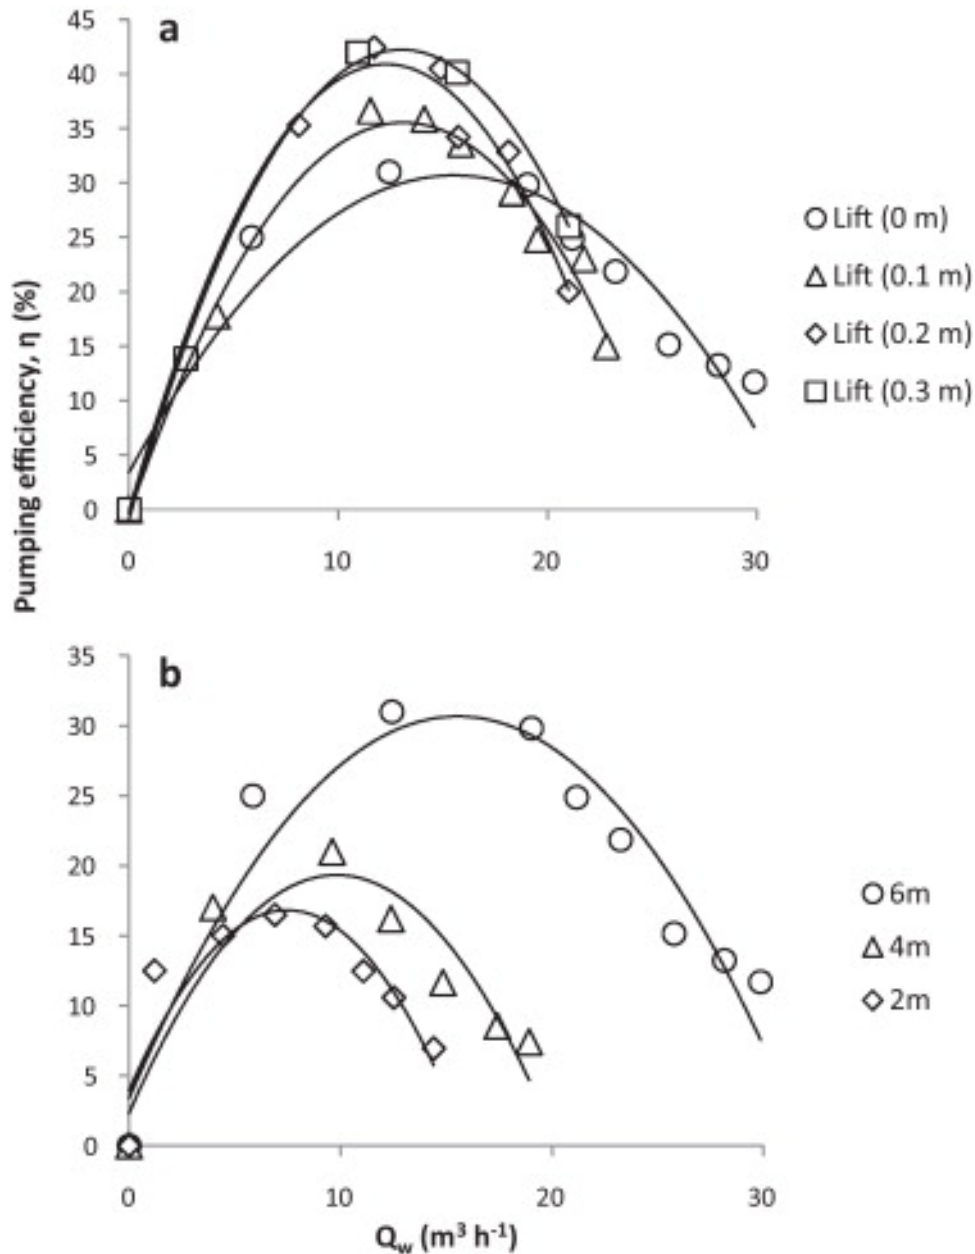 a
45
40
35
30
25
20
15
10
5
0
0 10 20 30
Lift (0 m)
Lift (0.1 m)
Lift (0.2 m)
Lift (0.3 m)
Pumping efficiency, η (%)
b
35
30
25
20
15
10
5
0
0 10 20 30
6m
4m
2m
Q_w (m³ h⁻¹)